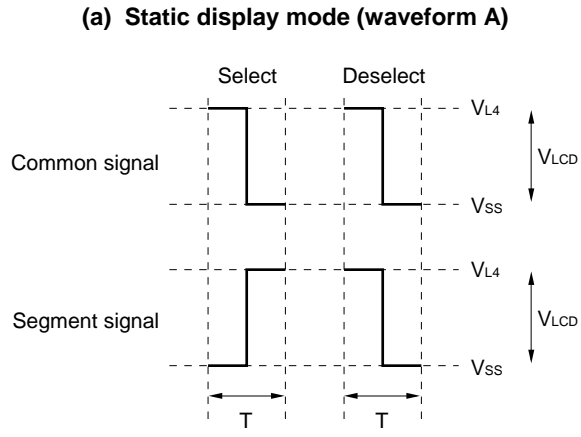 (a) Static display mode (waveform A)
Select Deselect
VL4
Common signal
VLCD
VSS
VL4
Segment signal
VLCD
VSS
T T